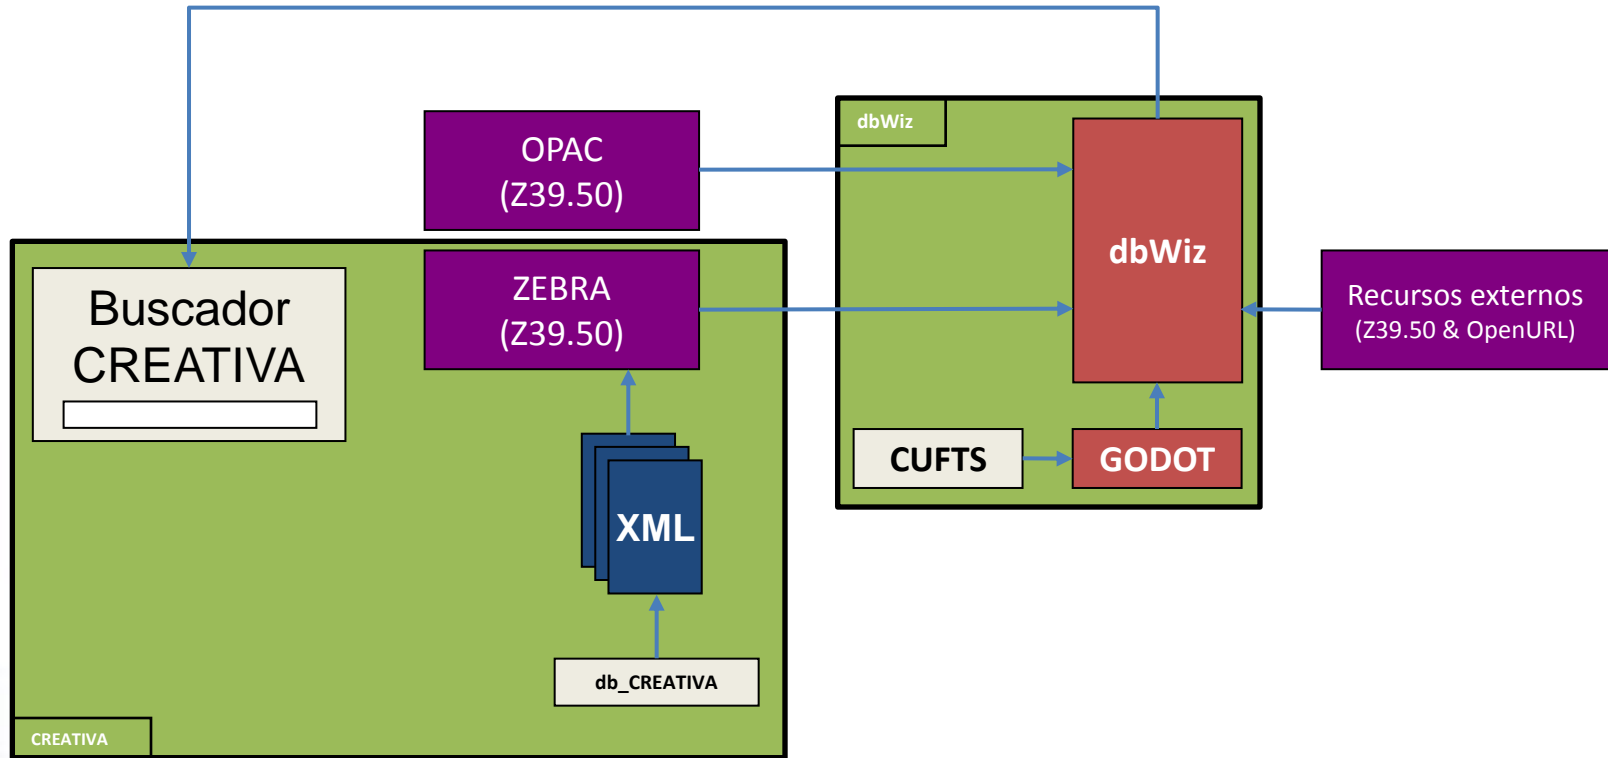 OPAC
(Z39.50)
dbWiz
dbWiz
Buscador
CREATIVA
ZEBRA
(Z39.50)
Recursos externos
(Z39.50 & OpenURL)
CUFTS
GODOT
XML
db_CREATIVA
CREATIVA